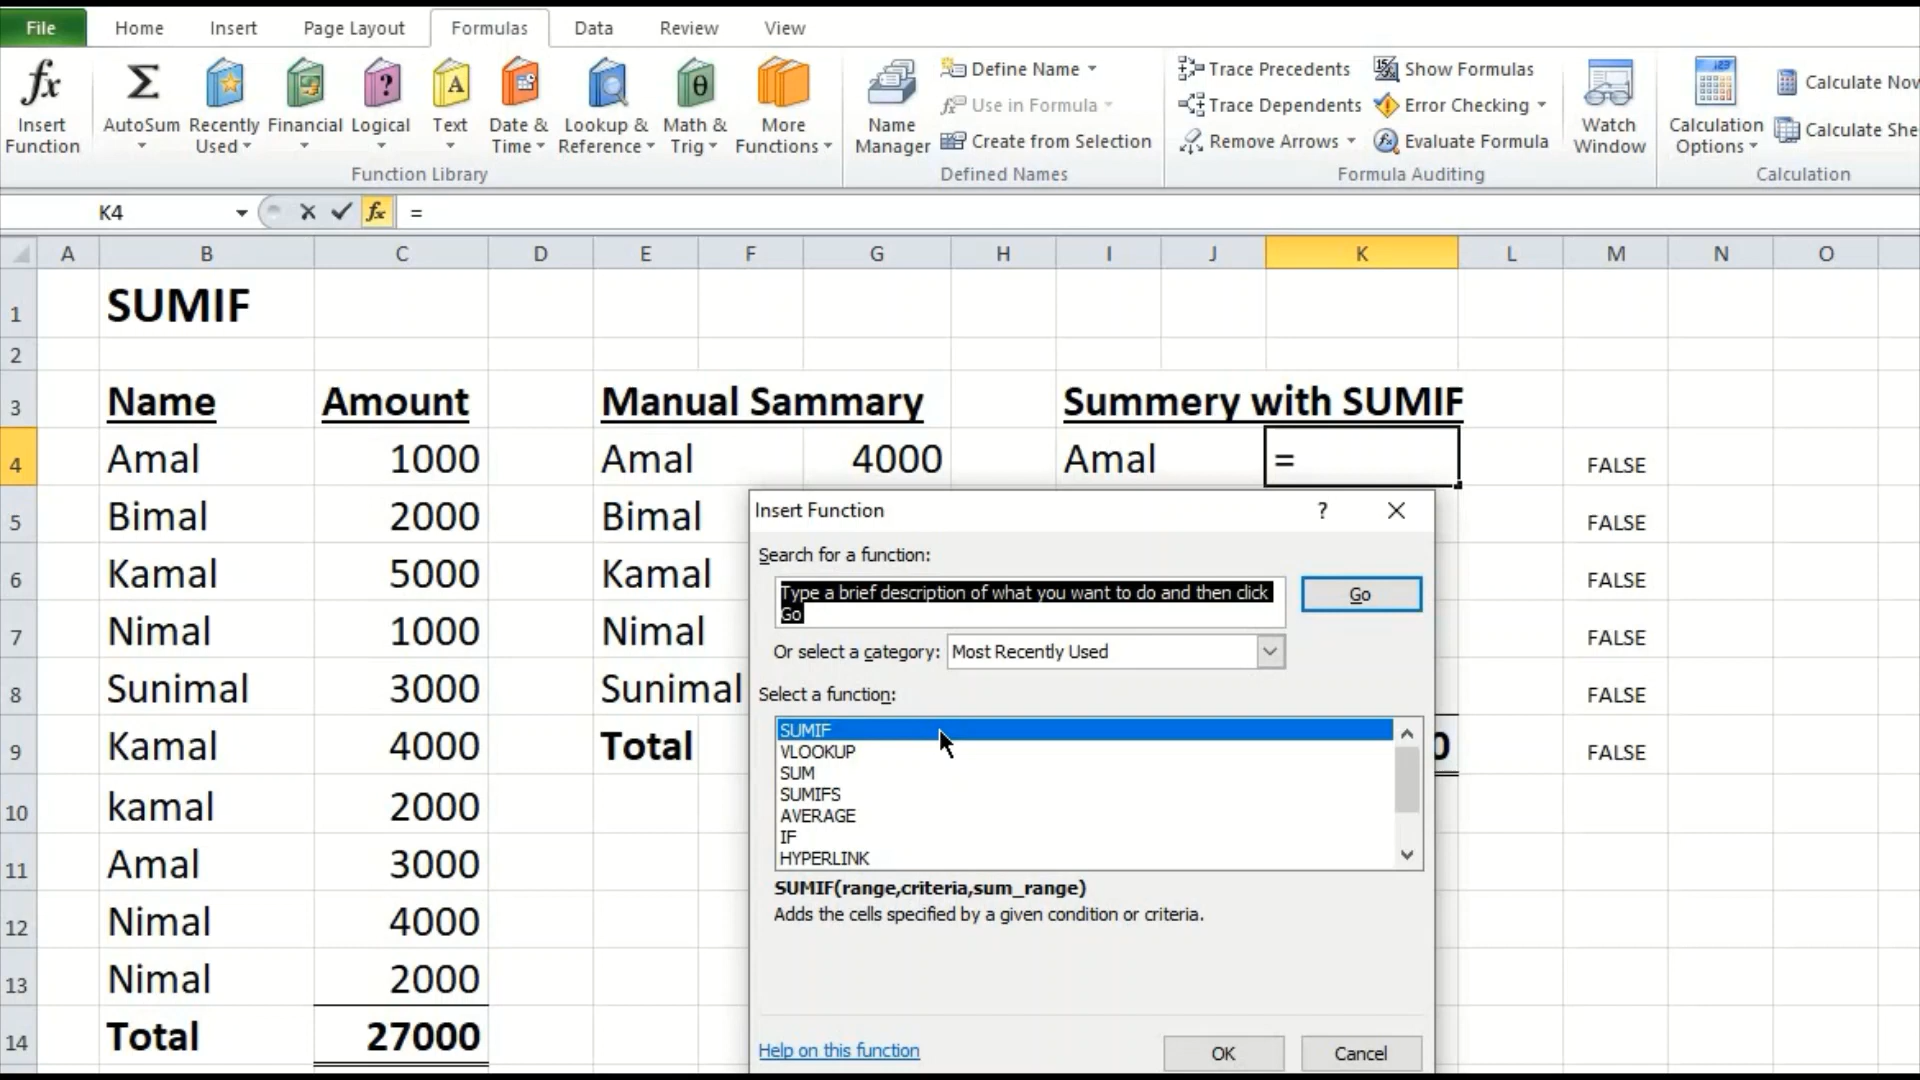 File Home Insert Page Layout Formulas Data Review View
fx Σ ? A θ Define Name Trace Precedents Show Formulas Calculate Now
Use in Formula Trace Dependents Error Checking
Insert Function AutoSum Recently Used Financial Logical Text Date & Time Lookup & Reference Math & Trig More Functions Name Manager Create from Selection Remove Arrows Evaluate Formula Watch Window Calculation Options Calculate She
Function Library Defined Names Formula Auditing Calculation
K4 fx =
A B C D E F G H I J K L M N O
1 SUMIF
2
3 Name Amount Manual Sammary Summery with SUMIF
4 Amal 1000 Amal 4000 Amal = FALSE
5 Bimal 2000 Bimal FALSE
6 Kamal 5000 Kamal FALSE
7 Nimal 1000 Nimal FALSE
8 Sunimal 3000 Sunimal FALSE
9 Kamal 4000 Total 0 FALSE
10 kamal 2000
11 Amal 3000
12 Nimal 4000
13 Nimal 2000
14 Total 27000
Insert Function ?
Search for a function:
Type a brief description of what you want to do and then click
Go
Go
Or select a category: Most Recently Used
Select a function:
SUMIF
VLOOKUP
SUM
SUMIFS
AVERAGE
IF
HYPERLINK
SUMIF(range,criteria,sum_range)
Adds the cells specified by a given condition or criteria.
Help on this function OK Cancel